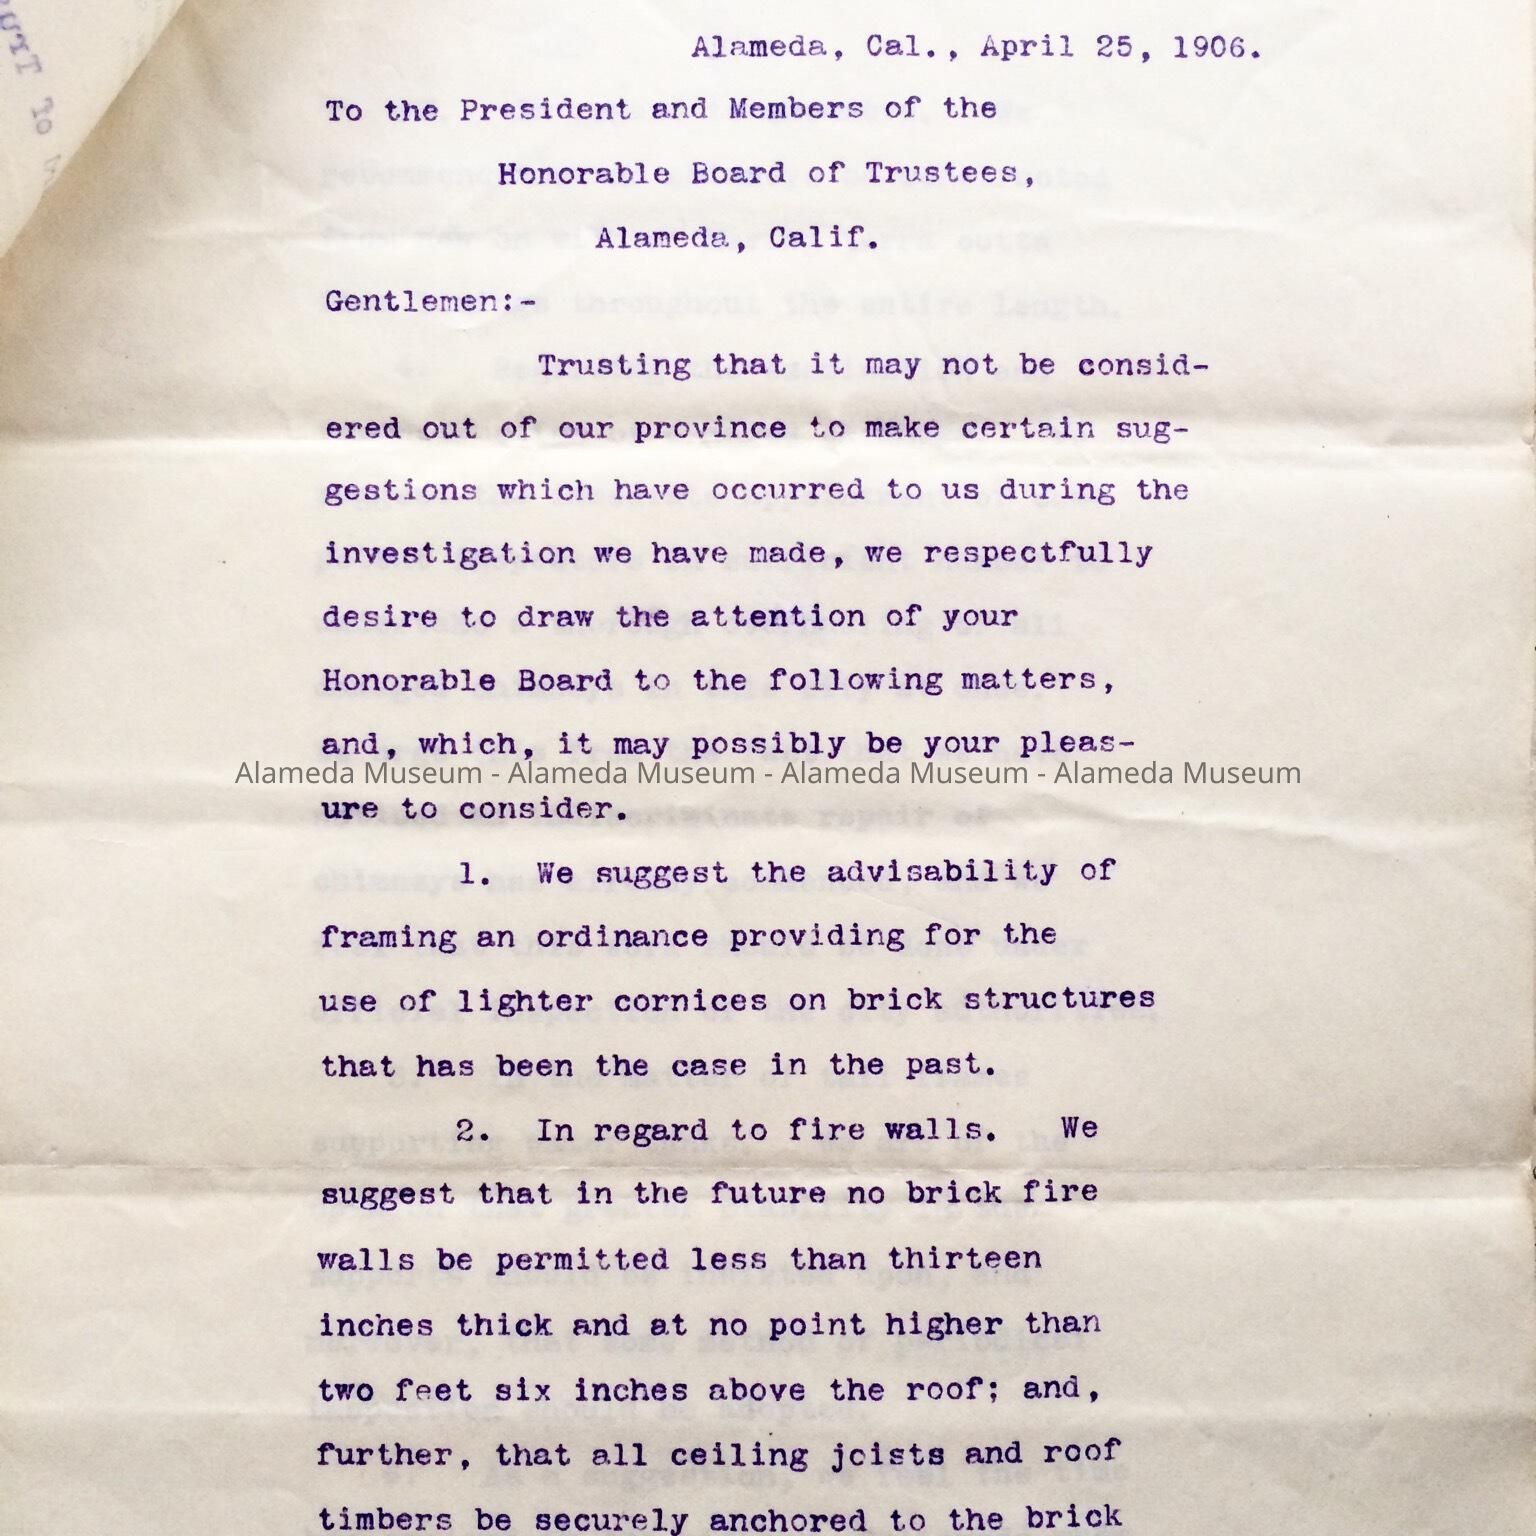 Alameda, Cal., April 25, 1906.
To the President and Members of the
Honorable Board of Trustees,
Alameda, Calif.
Gentlemen:-
Trusting that it may not be consid-
ered out of our province to make certain sug-
gestions which have occurred to us during the
investigation we have made, we respectfully
desire to draw the attention of your
Honorable Board to the following matters,
and, which, it may possibly be your pleas-
Alameda Museum - Alameda Museum - Alameda Museum - Alameda Museum
ure to consider.
1. We suggest the advisability of
framing an ordinance providing for the
use of lighter cornices on brick structures
that has been the case in the past.
2. In regard to fire walls. We
suggest that in the future no brick fire
walls be permitted less than thirteen
inches thick and at no point higher than
two feet six inches above the roof; and,
further, that all ceiling joists and roof
timbers be securely anchored to the brick